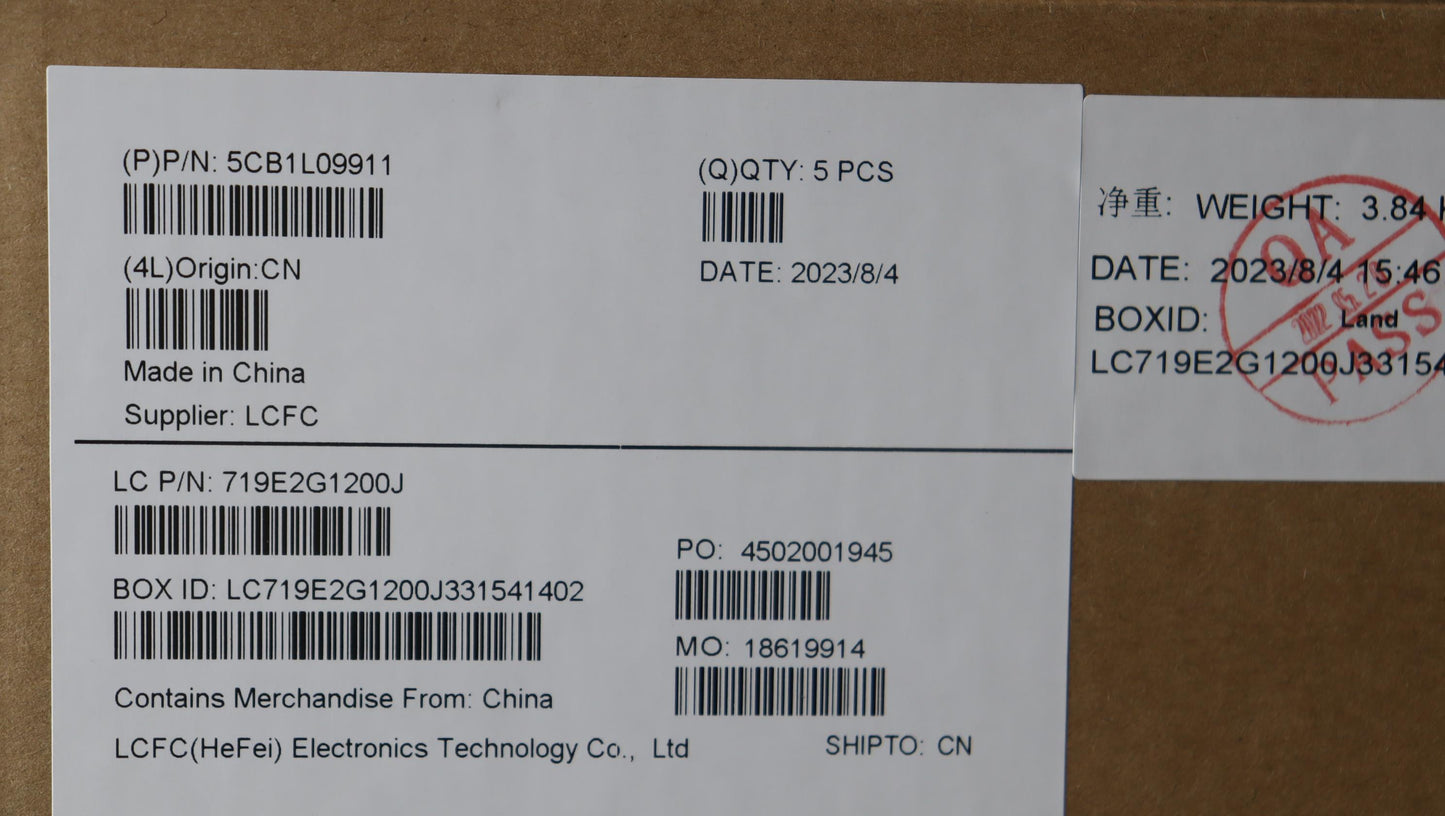 (P)P/N: 5CB1L09911
(Q)QTY: 5 PCS
(4L)Origin:CN
DATE: 2023/8/4
Made in China
Supplier: LCFC
LC P/N: 719E2G1200J
PO: 4502001945
BOX ID: LC719E2G1200J331541402
MO: 18619914
Contains Merchandise From: China
LCFC(HeFei) Electronics Technology Co., Ltd
SHIPTO: CN
净重: WEIGHT: 3.84
DATE: 2023/8/4 15:46
BOXID: Land
LC719E2G1200J33154
QA
PASS